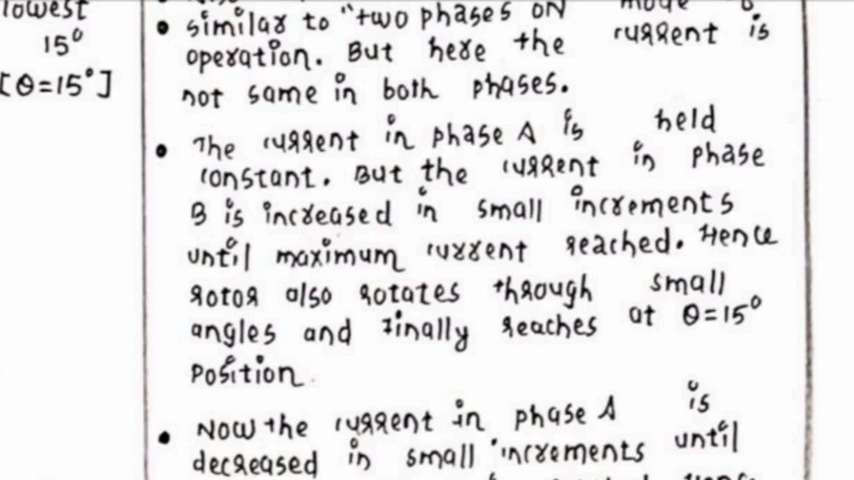 lowest
15°
[θ=15°]
• similar to "two phases ON mode
operation. But here the current is
not same in both phases.
• The current in phase A is held
constant. But the current in phase
B is increased in small increments
until maximum current reached. Hence
rotor also rotates through small
angles and finally reaches at θ=15°
position.
• Now the current in phase A is
decreased in small increments until